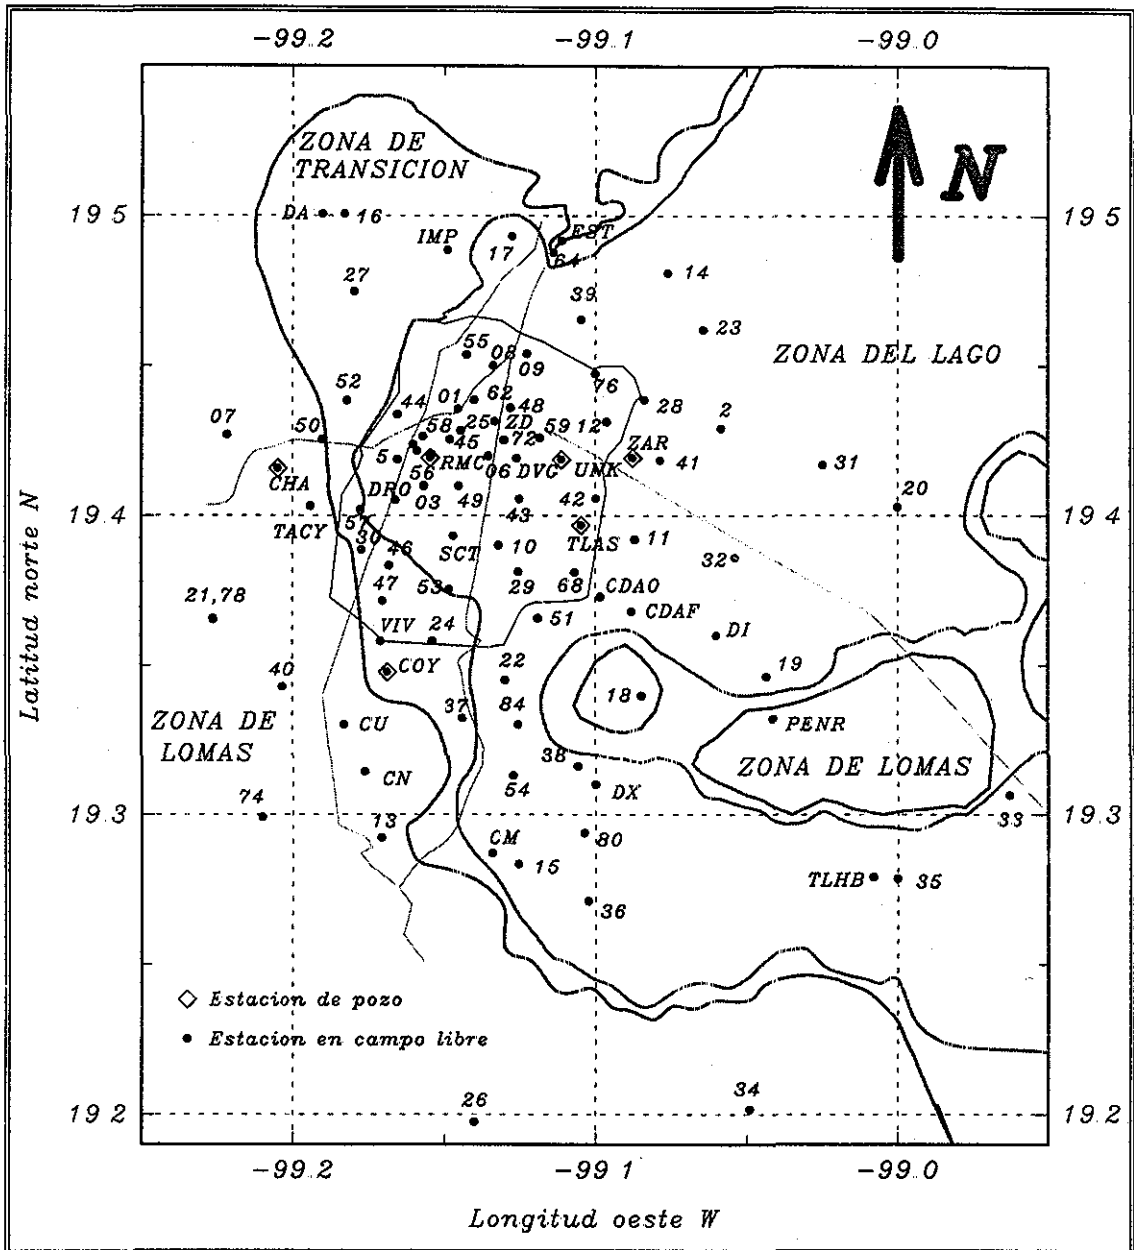 -99.2 -99.1 -99.0
ZONA DE
TRANSICION
N
19.5 DA 16 19.5
IMP 17 EST
64
14
27
39
23
ZONA DEL LAGO
55 08
09
76
52
44 01 62 48 28
07 2
50 58 25 ZD 59 12 ZAR
45 72
5 RMC 06 DVG UNK 41 31
CHA 56
DRO 03 49 42 20
43
19.4 TACY 57 19.4
30 46 SCT 10 TLAS 11
32
47 53 29 68 CDAO
21,78 CDAF
VIV 24 51 DI
COY 22 19
40 18
37 84
ZONA DE
LOMAS
CU PENR
38
CN ZONA DE LOMAS
54 DX
74
19.3 13 33 19.3
CM 80
15
TLHB 35
36
Estacion de pozo
Estacion en campo libre
34
26
19.2 19.2
-99.2 -99.1 -99.0
Latitud norte N
Longitud oeste W